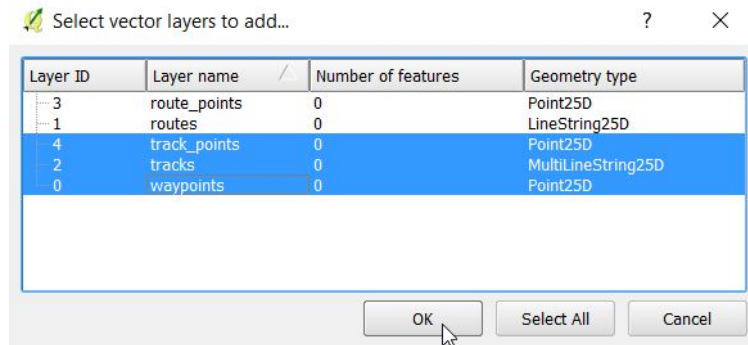 Select vector layers to add...
? ×
Layer ID Layer name Number of features Geometry type
3 route_points 0 Point25D
1 routes 0 LineString25D
4 track_points 0 Point25D
2 tracks 0 MultiLineString25D
0 waypoints 0 Point25D
OK Select All Cancel